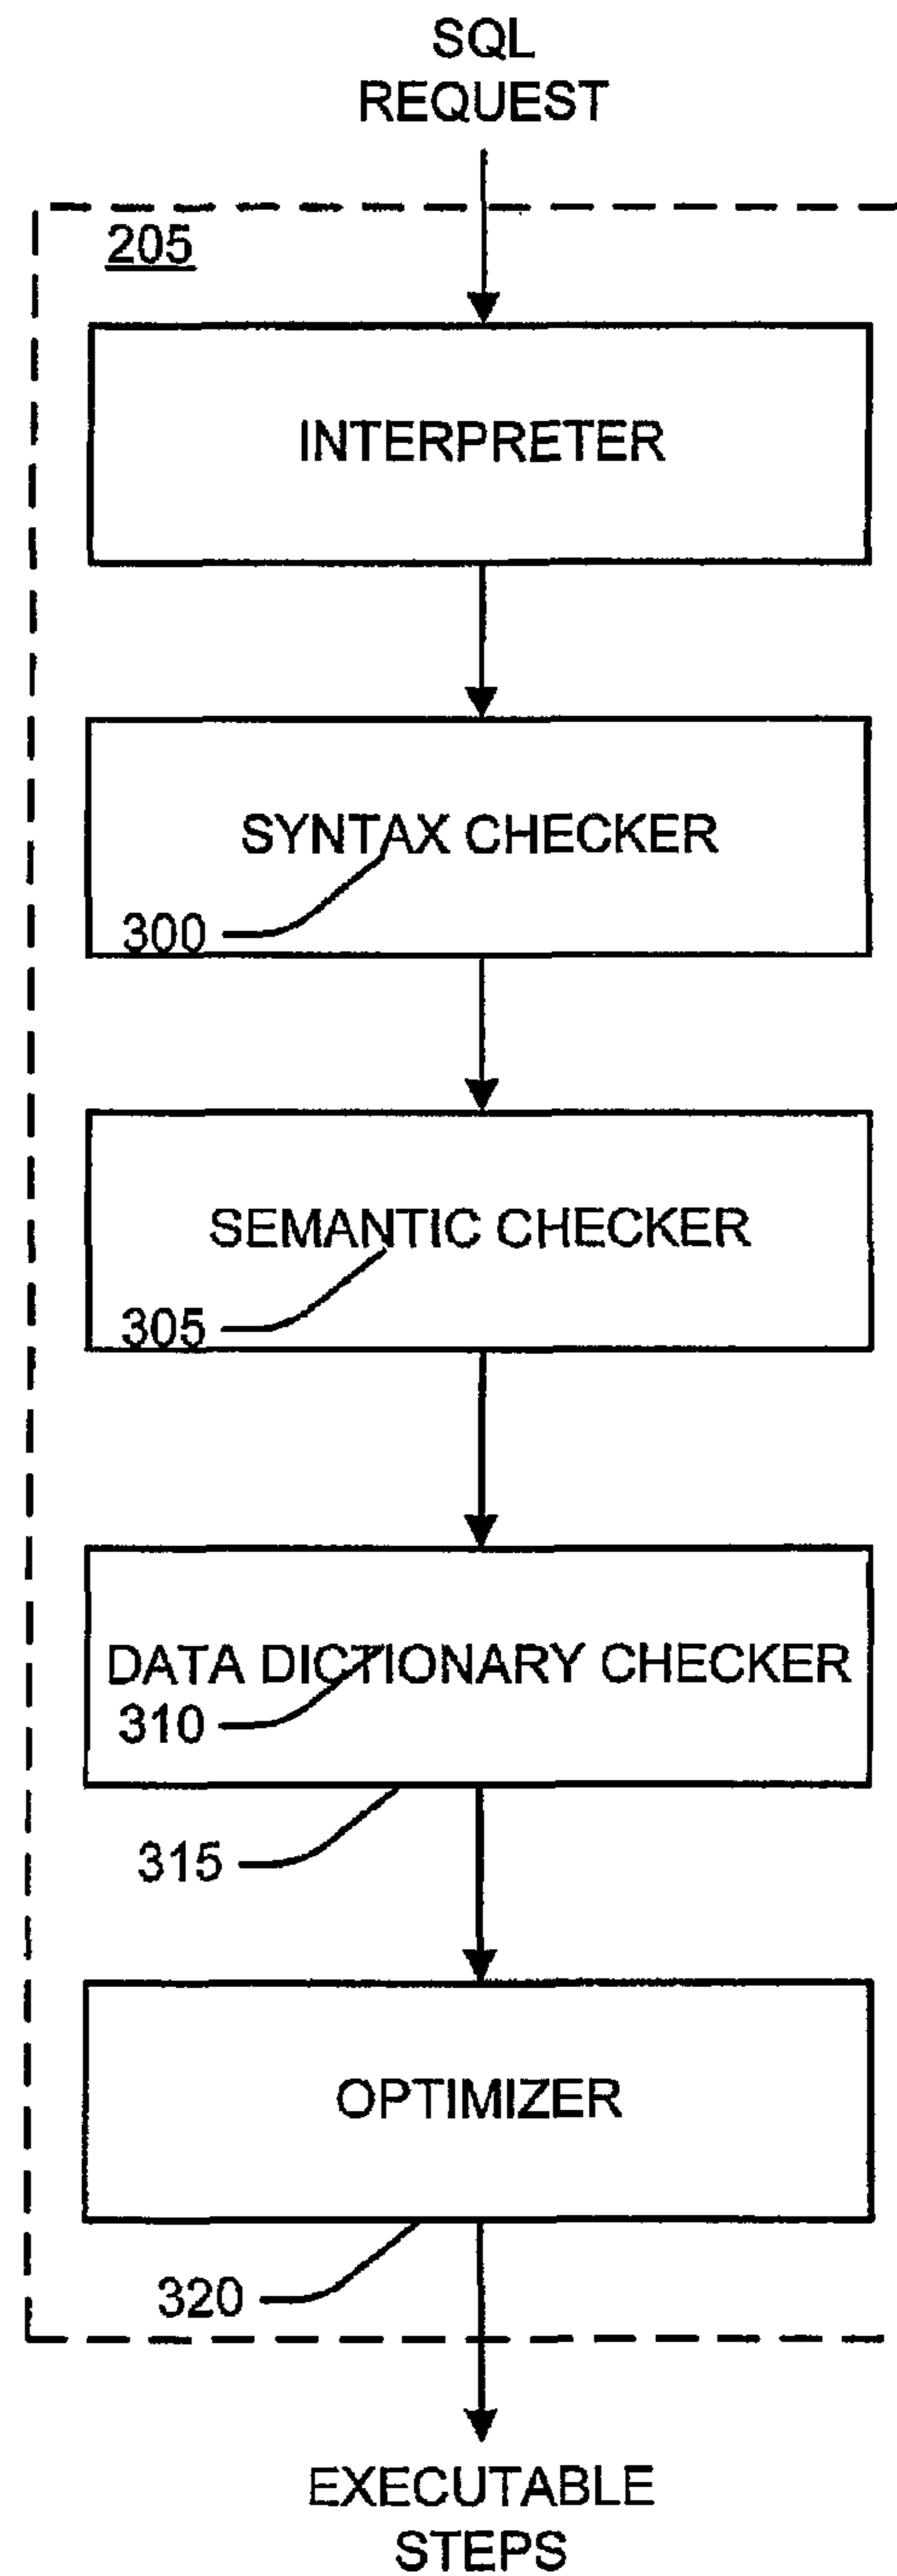 SQL
REQUEST
205
INTERPRETER
SYNTAX CHECKER
300
SEMANTIC CHECKER
305
DATA DICTIONARY CHECKER
310
315
OPTIMIZER
320
EXECUTABLE
STEPS